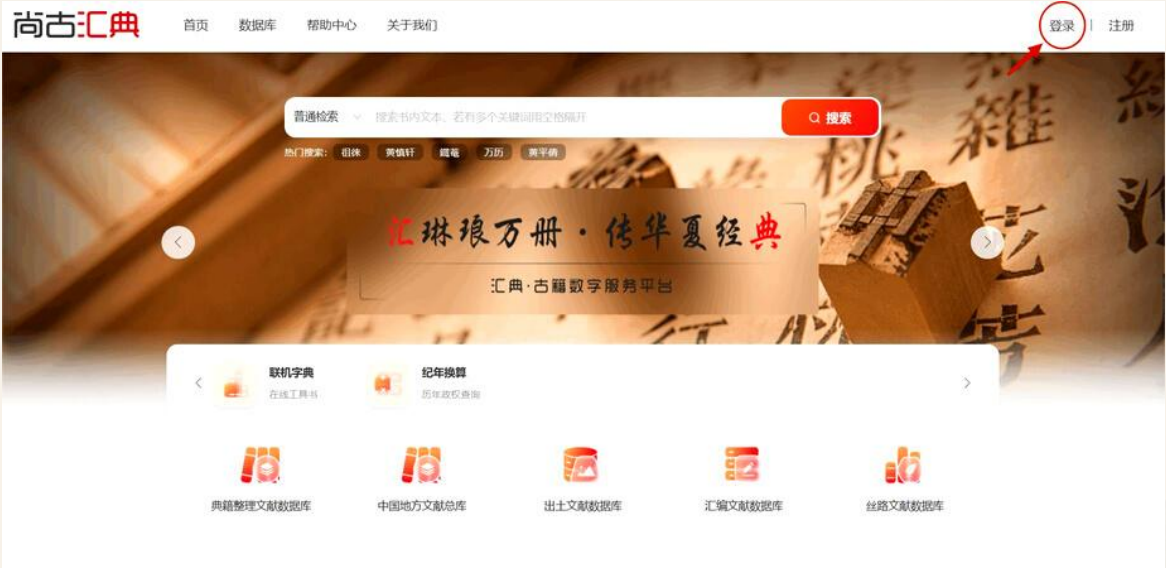 尚古汇典 首页 数据库 帮助中心 关于我们 登录 | 注册
普通检索 搜索书内文本、若有多个关键词用空格隔开 搜索
热门搜索: 徂徕 黄慎轩 万历 黄平倩
汇琳琅万册·传华夏经典
汇典·古籍数字服务平台
联机字典 纪年换算
在线工具书 历年政权查询
典籍整理文献数据库 中国地方文献总库 出土文献数据库 汇编文献数据库 丝路文献数据库